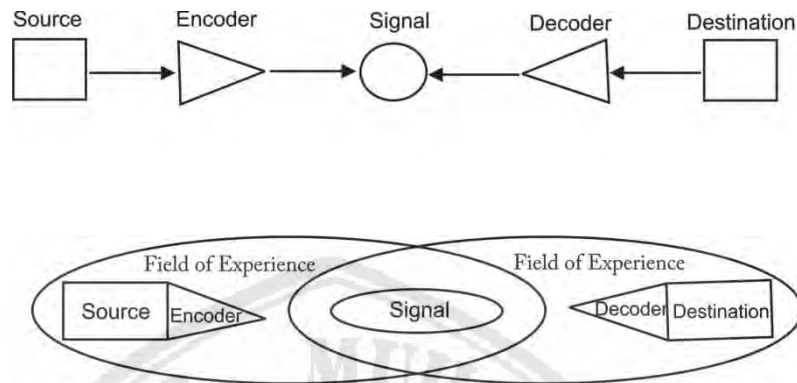 Source Encoder Signal Decoder Destination
Field of Experience Field of Experience
Source Encoder Signal Decoder Destination